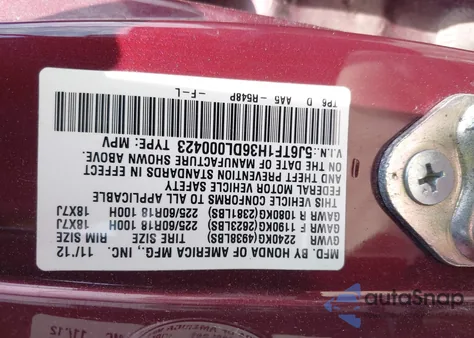 MFD. BY HONDA OF AMERICA MFG., INC. 11/12
GVWR TIRE SIZE RIM SIZE
2240KG(4938LBS)
GAWR F 1190KG(2623LBS) 225/60R18 100H 18X7J
GAWR R 1080KG(2381LBS) 225/60R18 100H 18X7J
THIS VEHICLE CONFORMS TO ALL APPLICABLE
FEDERAL MOTOR VEHICLE SAFETY
AND THEFT PREVENTION STANDARDS IN EFFECT
ON THE DATE OF MANUFACTURE SHOWN ABOVE.
V.I.N:5J6TF1H36DL000423 TYPE: MPV
-F-L
TP6 D AA5 -R548P
autoSnap